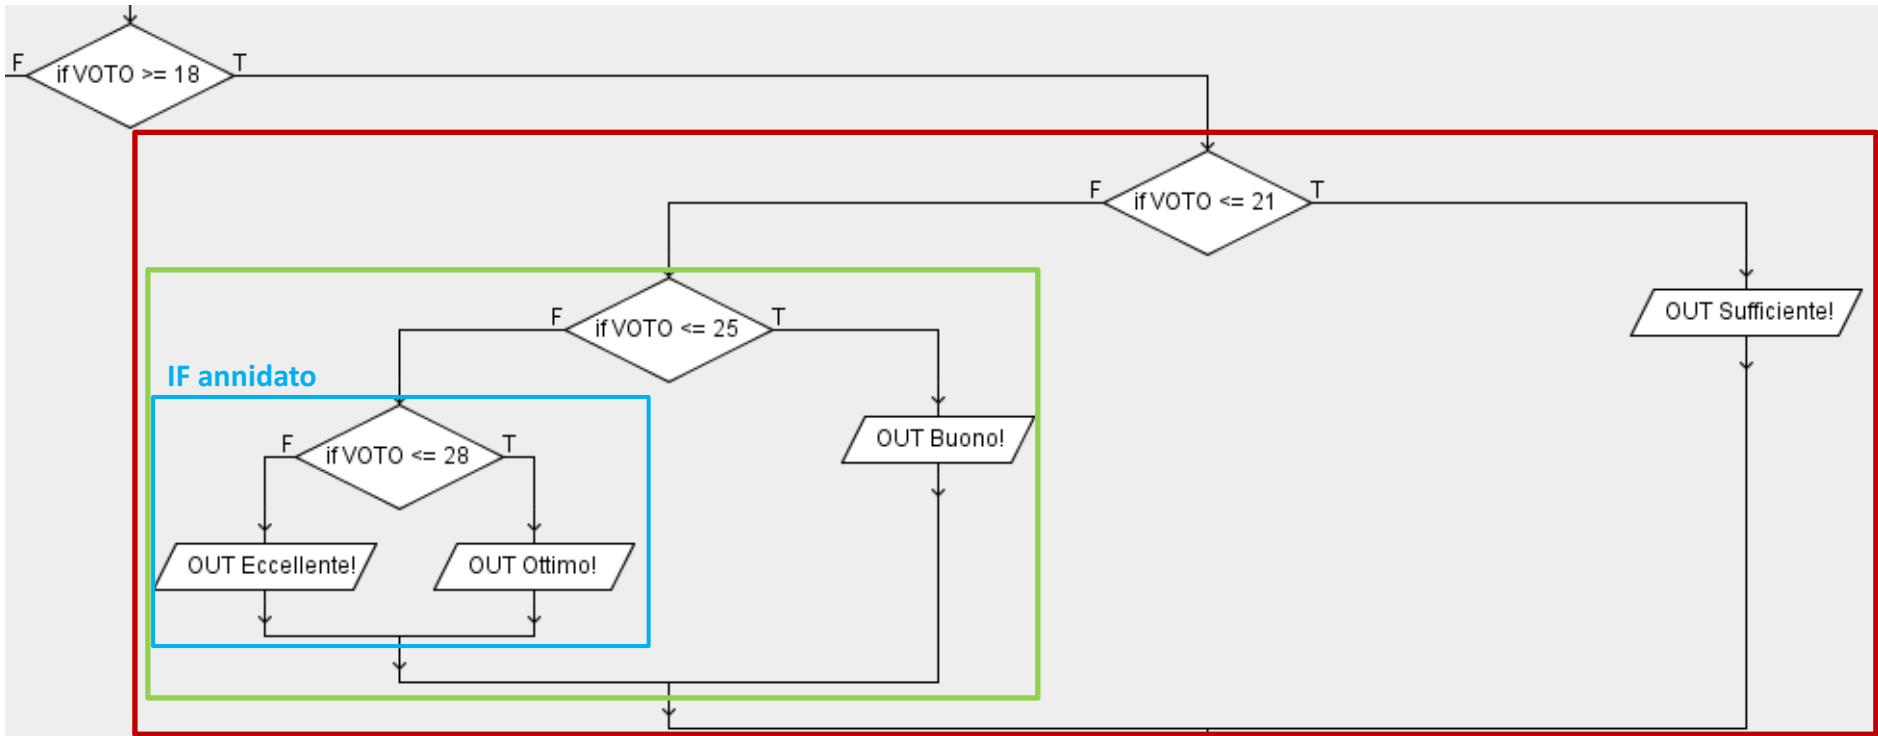 F
if VOTO >= 18
T
F
if VOTO <= 21
T
OUT Sufficiente!
F
if VOTO <= 25
T
IF annidato
OUT Buono!
F
if VOTO <= 28
T
OUT Eccellente!
OUT Ottimo!